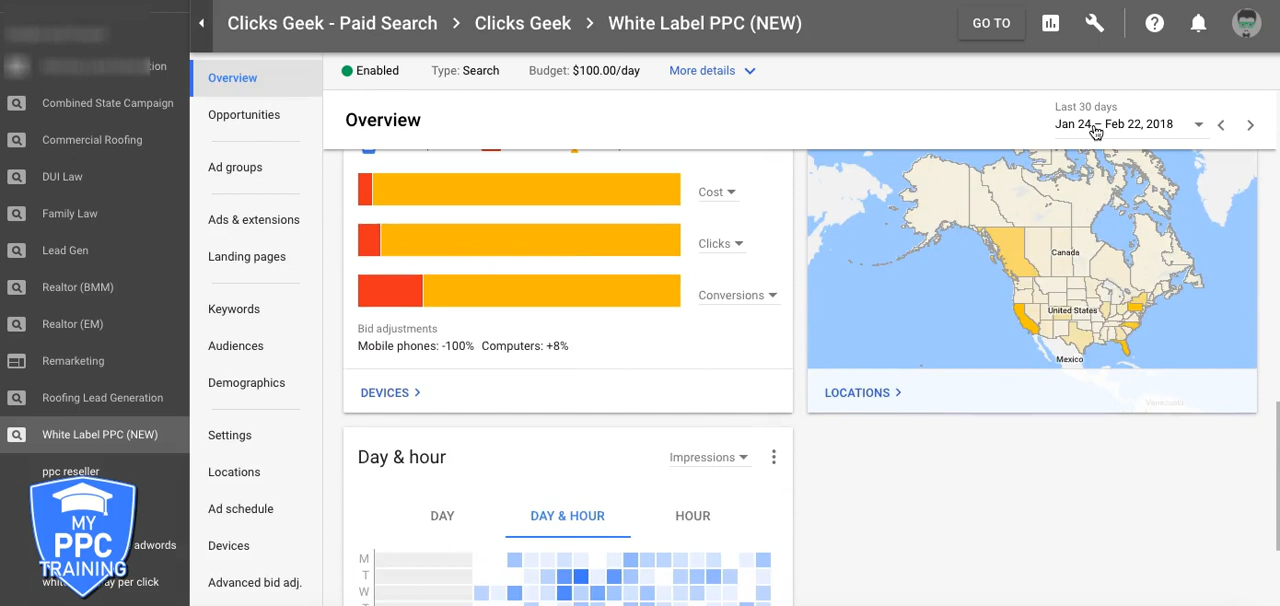 Clicks Geek - Paid Search > Clicks Geek > White Label PPC (NEW)
GO TO
ion
Combined State Campaign
Commercial Roofing
DUI Law
Family Law
Lead Gen
Realtor (BMM)
Realtor (EM)
Remarketing
Roofing Lead Generation
White Label PPC (NEW)
ppc reseller
adwords
y per click
MY
PPC
TRAINING
Overview
Opportunities
Ad groups
Ads & extensions
Landing pages
Keywords
Audiences
Demographics
Settings
Locations
Ad schedule
Devices
Advanced bid adj.
Enabled Type: Search Budget: $100.00/day More details
Overview
Last 30 days
Jan 24 – Feb 22, 2018
Cost
Clicks
Conversions
Bid adjustments
Mobile phones: -100% Computers: +8%
DEVICES >
Canada
United States
Mexico
Venezuela
LOCATIONS >
Day & hour
Impressions
DAY
DAY & HOUR
HOUR
M
T
W